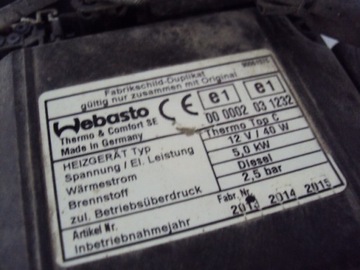 Fabrikschild-Duplikat
gültig nur zusammen mit Original
Webasto CE e1 e1
Thermo & Comfort SE 00 0002 03 1232
Made in Germany
HEIZGERÄT Typ Thermo Top C
Spannung / El. Leistung 12 V / 40 W
Wärmestrom 5,0 kW
Brennstoff Diesel
zul. Betriebsüberdruck 2,5 bar
Artikel Nr. Fabr. Nr.
Inbetriebnahmejahr 2013 2014 2015